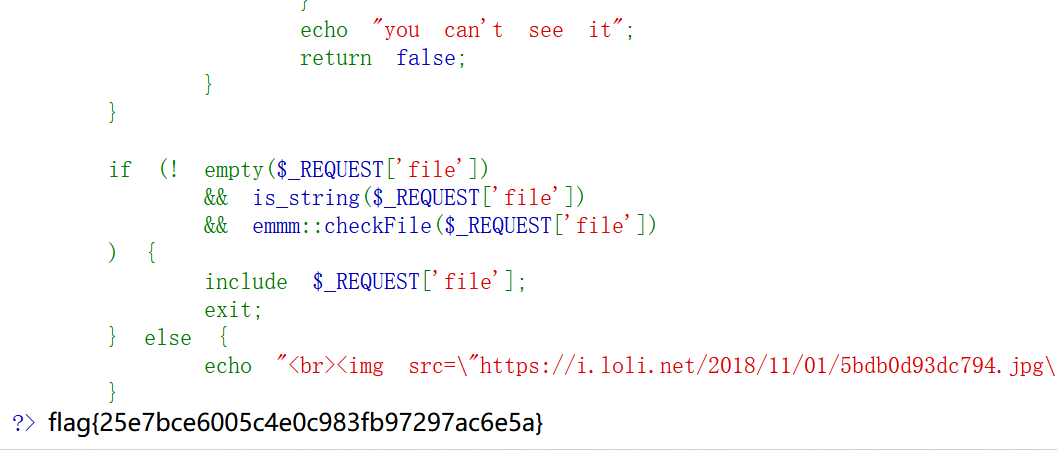 }
echo "you can't see it";
return false;
}
}
if (! empty($_REQUEST['file'])
&& is_string($_REQUEST['file'])
&& emmm::checkFile($_REQUEST['file'])
) {
include $_REQUEST['file'];
exit;
} else {
echo "<br><img src=\"https://i.loli.net/2018/11/01/5bdb0d93dc794.jpg\
}
?> flag{25e7bce6005c4e0c983fb97297ac6e5a}